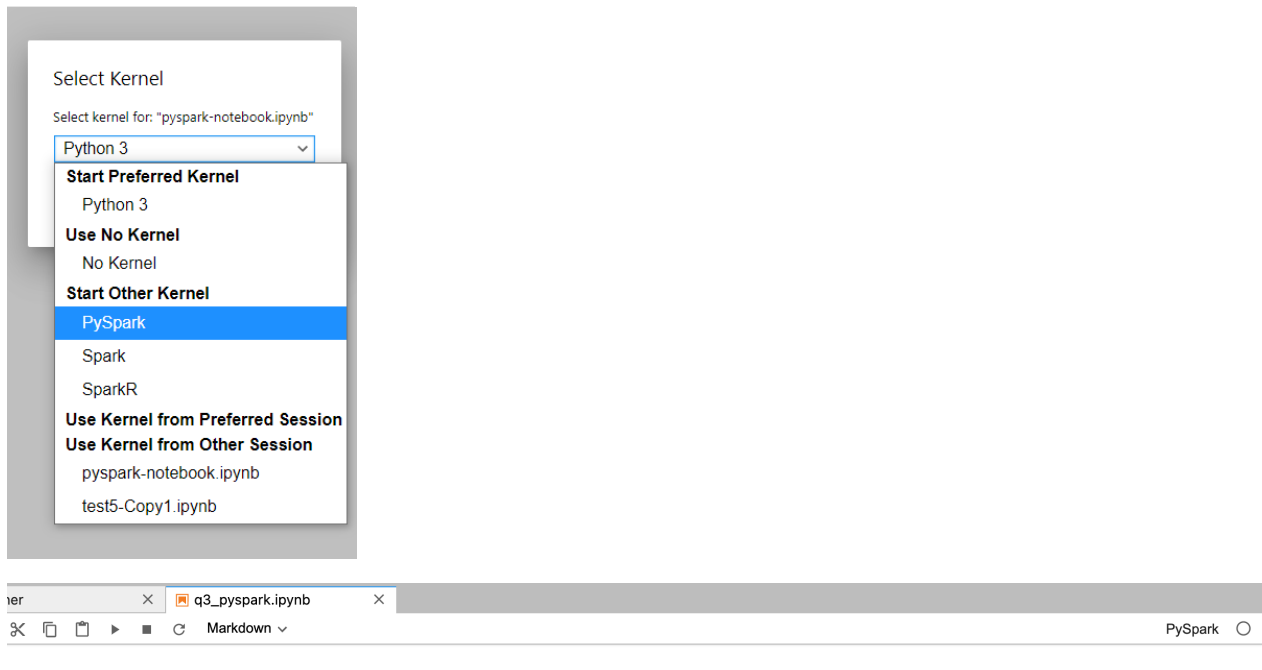 Select Kernel
Select kernel for: "pyspark-notebook.ipynb"
Python 3
Start Preferred Kernel
Python 3
Use No Kernel
No Kernel
Start Other Kernel
PySpark
Spark
SparkR
Use Kernel from Preferred Session
Use Kernel from Other Session
pyspark-notebook.ipynb
test5-Copy1.ipynb
ner q3_pyspark.ipynb
Markdown PySpark